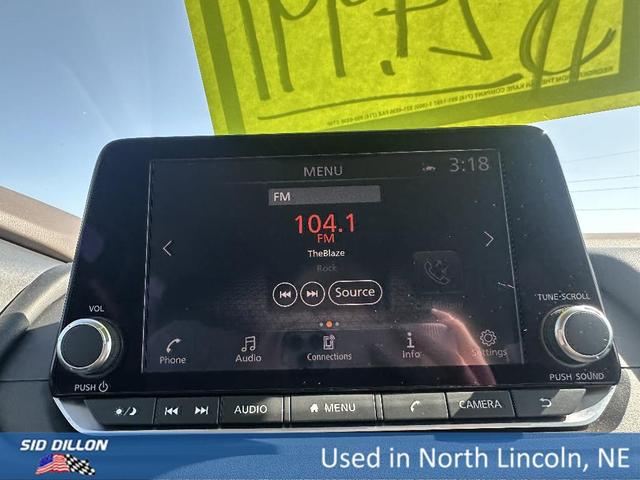 MENU
3:18
FM
104.1
FM
TheBlaze
Rock
Source
VOL
TUNE·SCROLL
Phone
Audio
Connections
Info
Settings
PUSH
PUSH SOUND
AUDIO
MENU
CAMERA
SID DILLON
Used in North Lincoln, NE